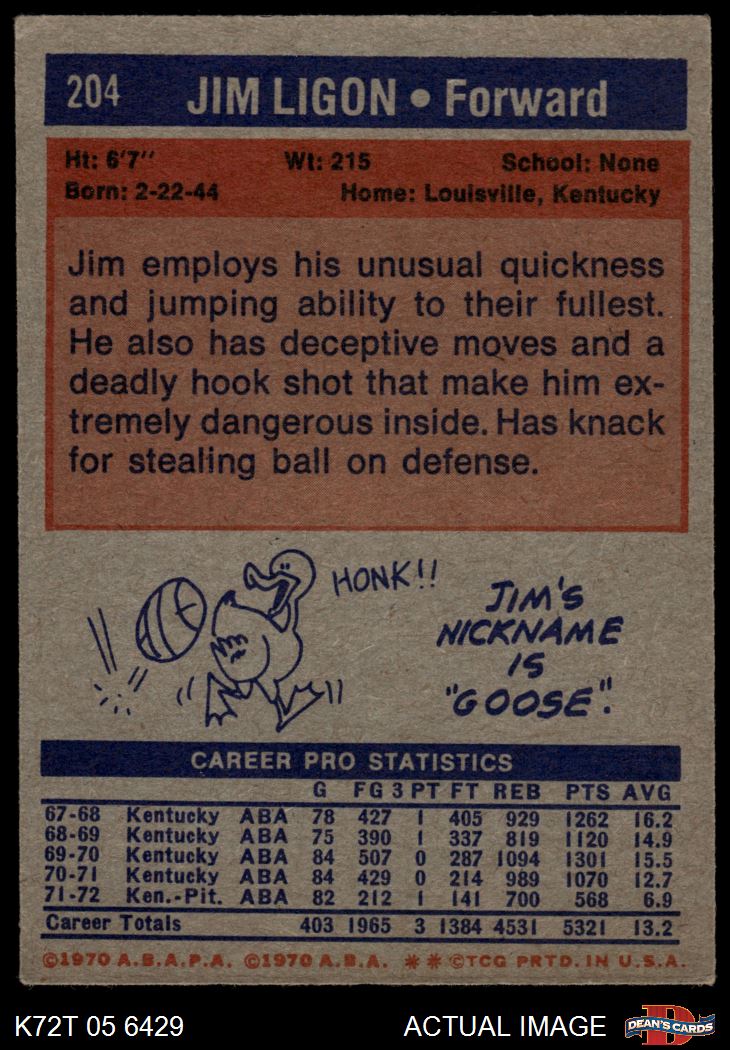 204 JIM LIGON • Forward
Ht: 6'7" Wt: 215 School: None
Born: 2-22-44 Home: Louisville, Kentucky
Jim employs his unusual quickness
and jumping ability to their fullest.
He also has deceptive moves and a
deadly hook shot that make him ex-
tremely dangerous inside. Has knack
for stealing ball on defense.
HONK!!
JIM'S
NICKNAME
IS
"GOOSE".
CAREER PRO STATISTICS
G FG 3 PT FT REB PTS AVG
67-68 Kentucky ABA 78 427 1 405 929 1262 16.2
68-69 Kentucky ABA 75 390 1 337 819 1120 14.9
69-70 Kentucky ABA 84 507 0 287 1094 1301 15.5
70-71 Kentucky ABA 84 429 0 214 989 1070 12.7
71-72 Ken.-Pit. ABA 82 212 1 141 700 568 6.9
Career Totals 403 1965 3 1384 4531 5321 13.2
©1970 A.B.A.P.A. ©1970 A.B.A. ** ©TCG PRTD. IN U.S.A.
K72T 05 6429 ACTUAL IMAGE D DEAN'S CARDS